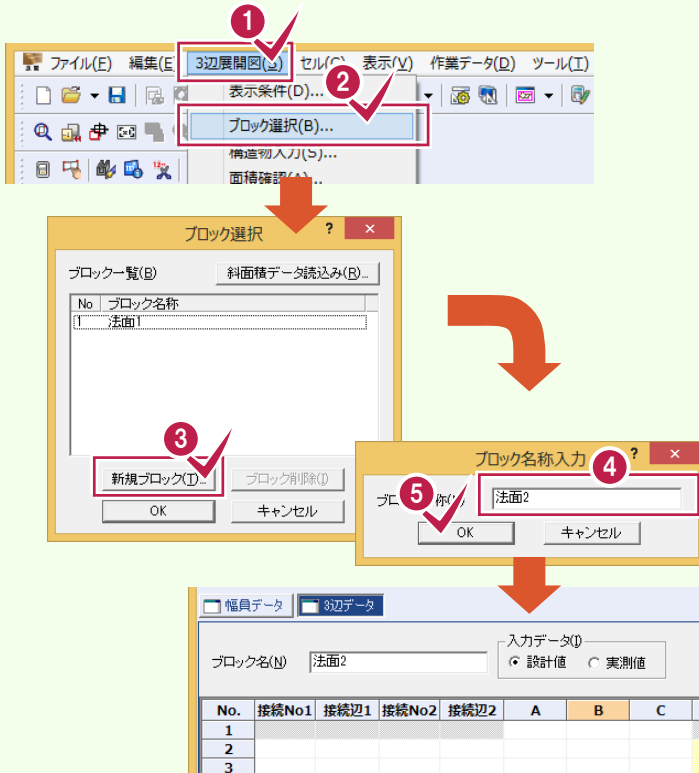 1
ファイル(F) 編集(E 3辺展開図(S) セル(C) 表示(V) 作業データ(D) ツール(T)
2
表示条件(D)...
ブロック選択(B)...
構造物入力(S)...
面積確認(A)...
ブロック選択 ? ×
ブロック一覧(B) 斜面積データ読込み(R)...
No ブロック名称
1 法面1
3
新規ブロック(T)... ブロック削除(I)
OK キャンセル
ブロック名称入力 ? ×
4
5
法面2
OK キャンセル
幅員データ 3辺データ
入力データ(I)
ブロック名(N) 法面2 設計値 実測値
No. 接続No1 接続辺1 接続No2 接続辺2 A B C
1
2
3